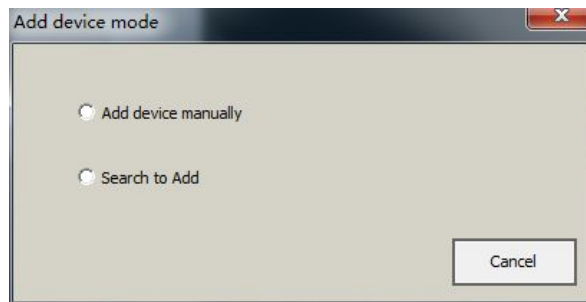 Add device mode
Add device manually
Search to Add
Cancel